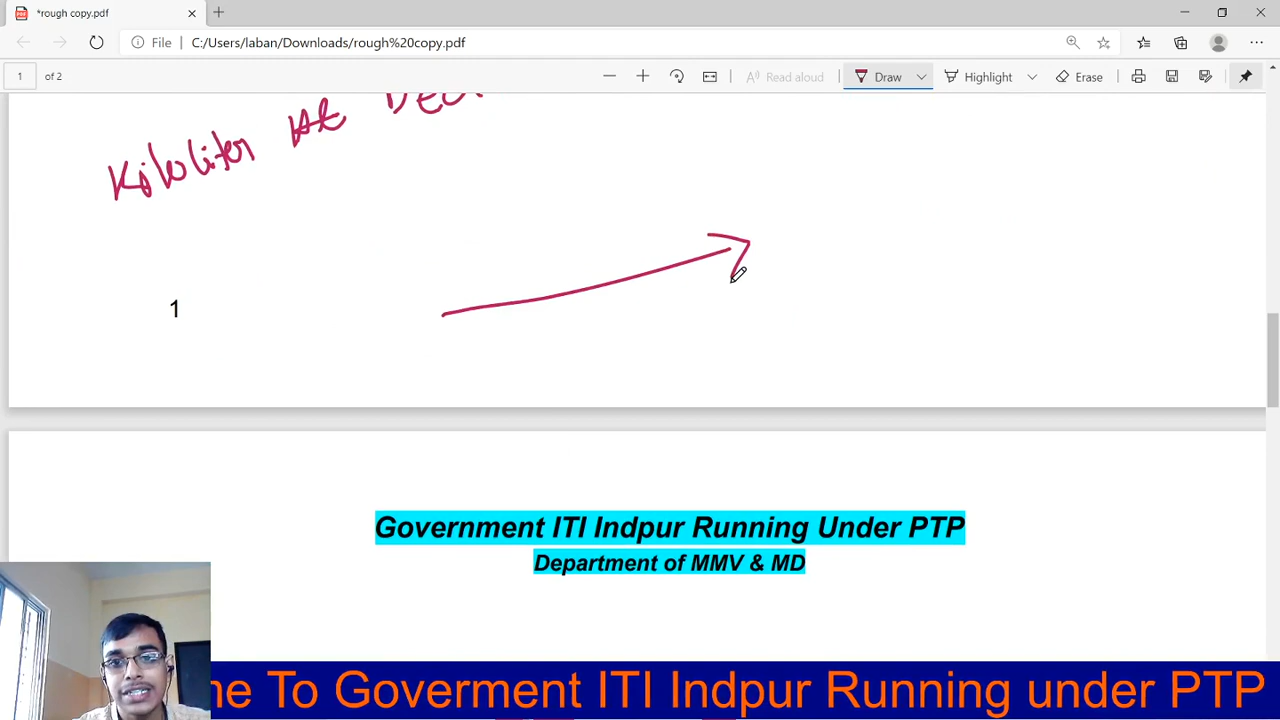 *rough copy.pdf
File C:/Users/laban/Downloads/rough%20copy.pdf
1 of 2 Read aloud Draw Highlight Erase
Kiloliter
1
Government ITI Indpur Running Under PTP
Department of MMV & MD
ne To Goverment ITI Indpur Running under PTP